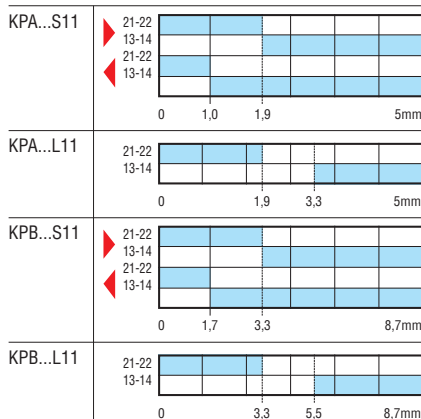 KPA...S11
21-22
13-14
21-22
13-14
0 1,0 1,9 5mm
KPA...L11
21-22
13-14
0 1,9 3,3 5mm
KPB...S11
21-22
13-14
21-22
13-14
0 1,7 3,3 8,7mm
KPB...L11
21-22
13-14
0 3,3 5,5 8,7mm